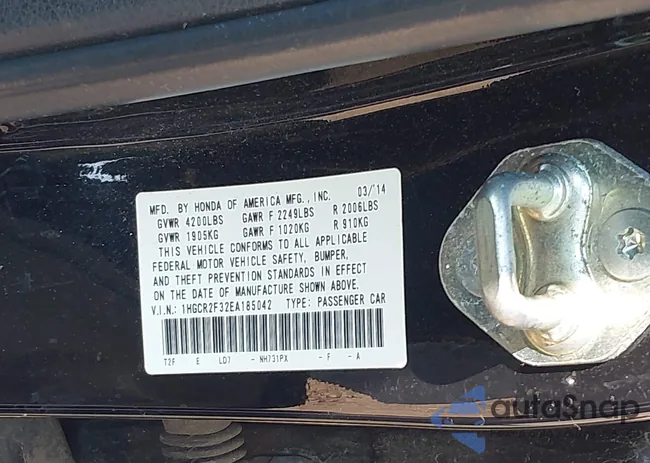 MFD. BY HONDA OF AMERICA MFG., INC. 03/'14
GVWR 4200LBS GAWR F 2249LBS R 2006LBS
GVWR 1905KG GAWR F 1020KG R 910KG
THIS VEHICLE CONFORMS TO ALL APPLICABLE
FEDERAL MOTOR VEHICLE SAFETY, BUMPER,
AND THEFT PREVENTION STANDARDS IN EFFECT
ON THE DATE OF MANUFACTURE SHOWN ABOVE.
V.I.N.: 1HGCR2F32EA185042 TYPE: PASSENGER CAR
T2F E LD7 - NH731PX - F - A
autoSnap